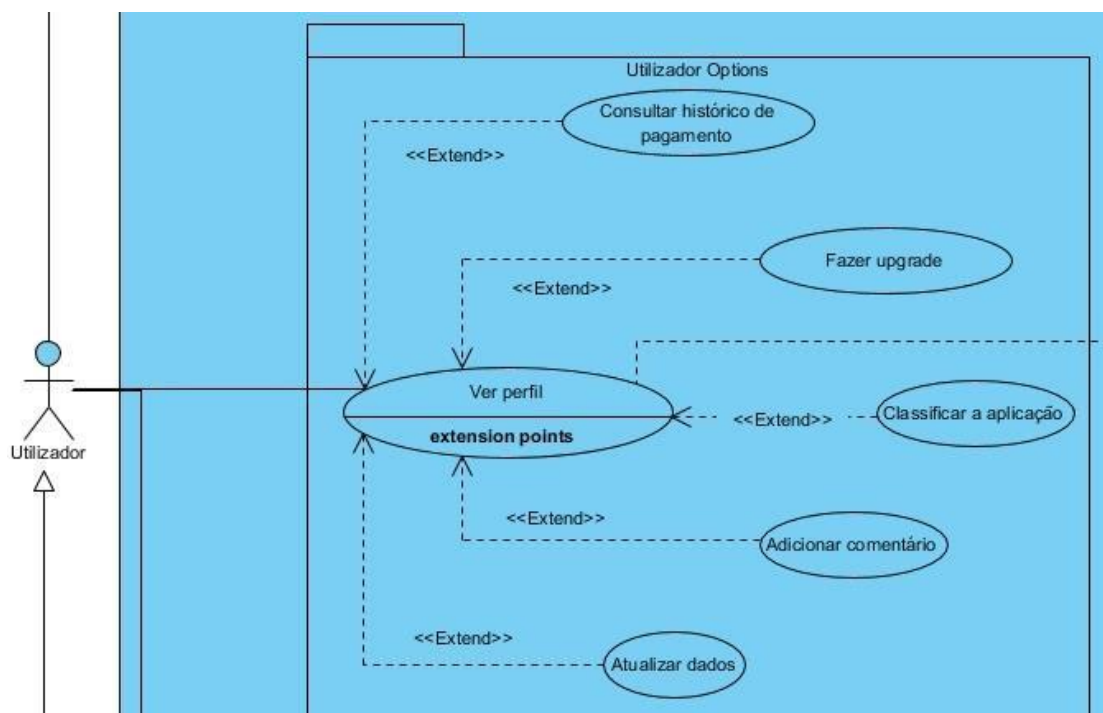 Utilizador Options
Consultar histórico de
pagamento
<<Extend>>
Fazer upgrade
<<Extend>>
Ver perfil
extension points
<<Extend>>
Classificar a aplicação
Utilizador
<<Extend>>
Adicionar comentário
<<Extend>>
Atualizar dados